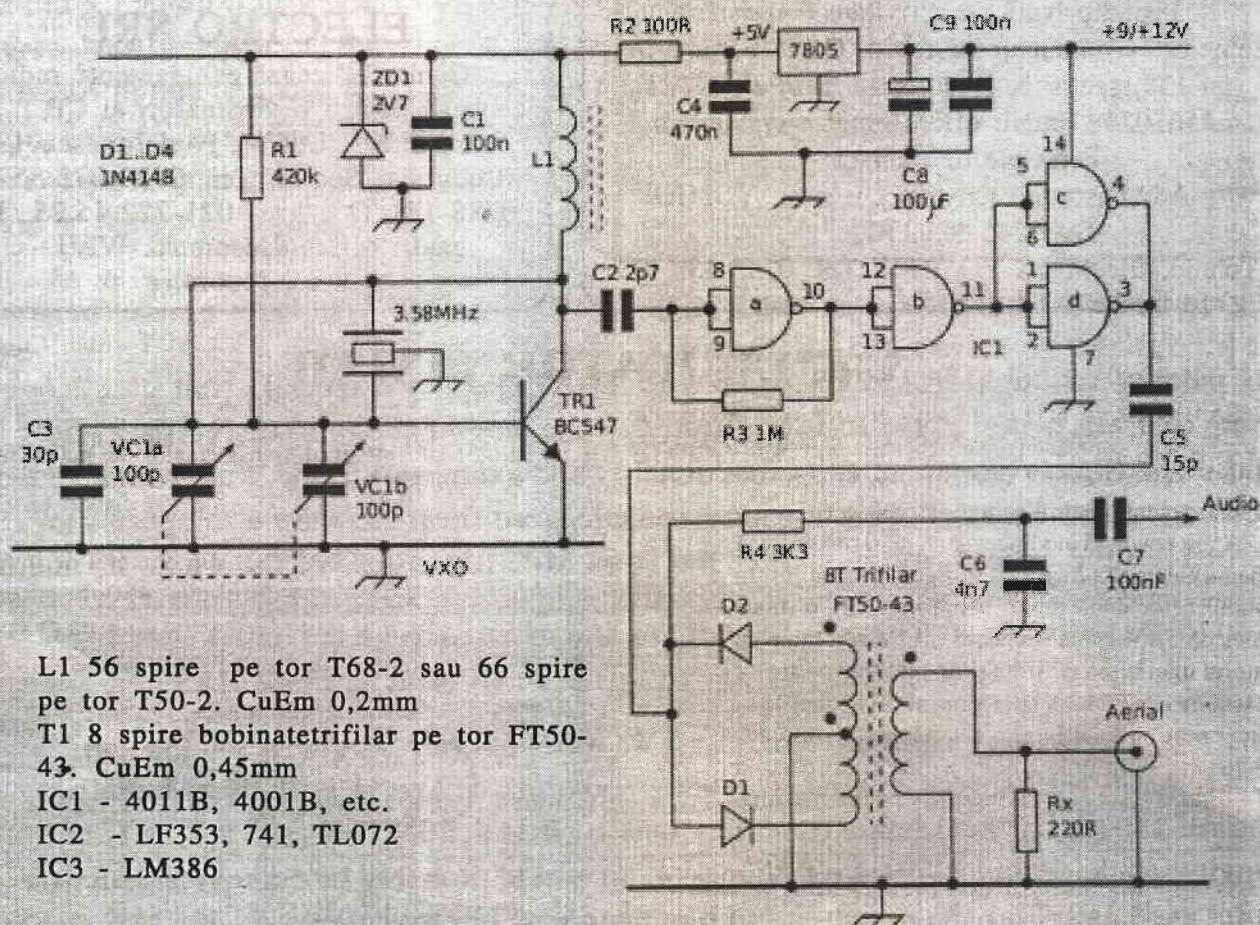 R2 100R
+5V
7805
C9 100n
+9/+12V
ZD1
2V7
C1
100n
C4
470n
D1..D4
1N4148
R1
420k
L1
C8
100µF
14
5
c
4
6
C2 2p7
8
a
10
9
12
b
11
13
1
d
3
2
7
IC1
3.58MHz
TR1
BC547
R3 1M
C3
30p
VC1a
100p
VC1b
100p
C5
15p
VXO
Audio
R4 3K3
C6
4n7
C7
100nF
8T Trifilar
FT50-43
D2
D1
Aerial
Rx
220R
L1 56 spire pe tor T68-2 sau 66 spire
pe tor T50-2. CuEm 0,2mm
T1 8 spire bobinatetrifilar pe tor FT50-
43. CuEm 0,45mm
IC1 - 4011B, 4001B, etc.
IC2 - LF353, 741, TL072
IC3 - LM386